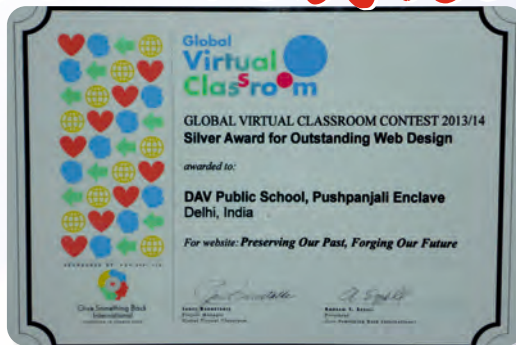 Global
Virtual
Classroom
GLOBAL VIRTUAL CLASSROOM CONTEST 2013/14
Silver Award for Outstanding Web Design
awarded to:
DAV Public School, Pushpanjali Enclave
Delhi, India
For website: Preserving Our Past, Forging Our Future
Give Something Back
International